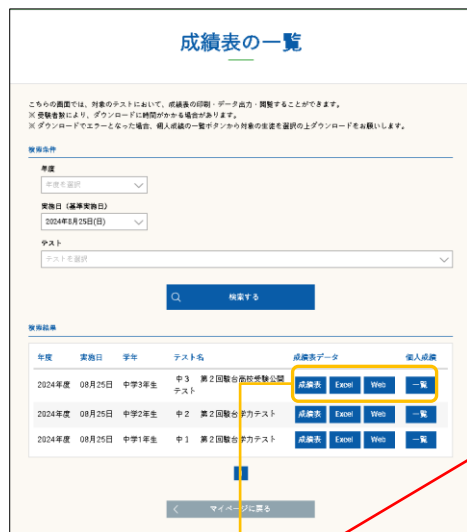 成績表の一覧
こちらの画面では、対象のテストにおいて、成績表の印刷・データ出力・閲覧することができます。
※受験者数により、ダウンロードに時間がかかる場合があります。
※ダウンロードでエラーとなった場合、個人成績の一覧ボタンから対象の生徒を選択の上ダウンロードをお願いします。
検索条件
年度
年度を選択
実施日（基準実施日）
2024年8月25日(日)
テスト
テストを選択
検索する
検索結果
年度 実施日 学年 テスト名 成績表データ 個人成績
2024年度 08月25日 中学3年生 中3 第2回駿台高校受験公開テスト 成績表 Excel Web 一覧
2024年度 08月25日 中学2年生 中2 第2回駿台学力テスト 成績表 Excel Web 一覧
2024年度 08月25日 中学1年生 中1 第2回駿台学力テスト 成績表 Excel Web 一覧
マイページに戻る